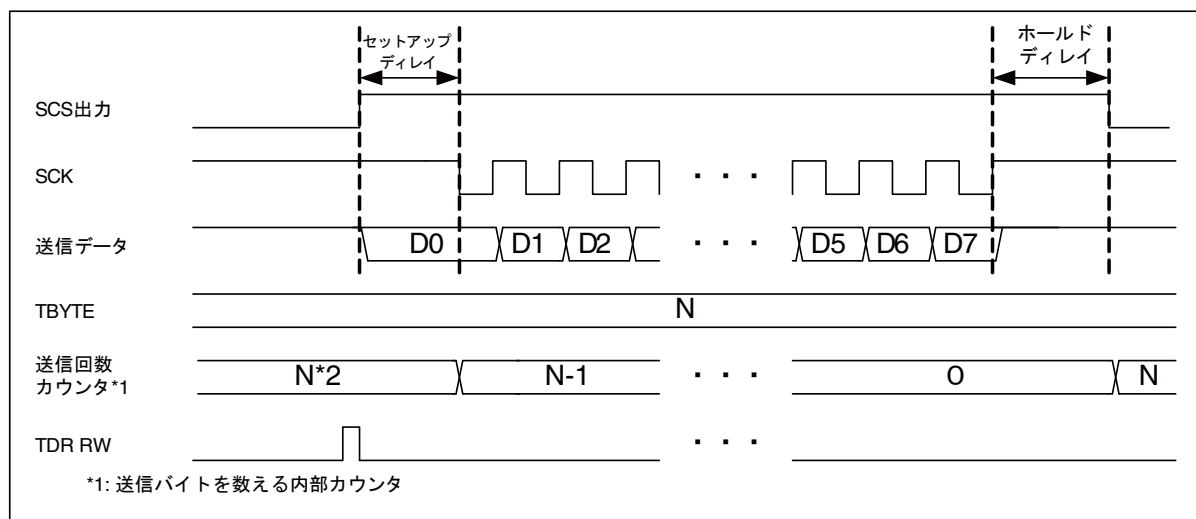 セットアップ
ディレイ
ホールド
ディレイ
SCS出力
SCK
・・・
送信データ
D0 D1 D2 ・・・ D5 D6 D7
TBYTE
N
送信回数
カウンタ*1
N*2 N-1 ・・・ 0 N
TDR RW
・・・
*1: 送信バイトを数える内部カウンタ